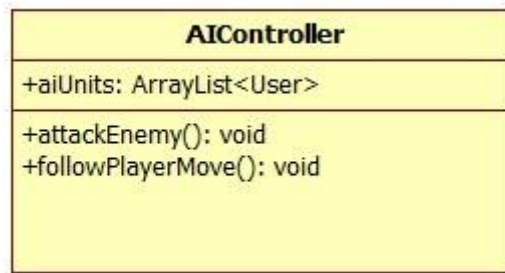 AIController
+aiUnits: ArrayList<User>
+attackEnemy(): void
+followPlayerMove(): void